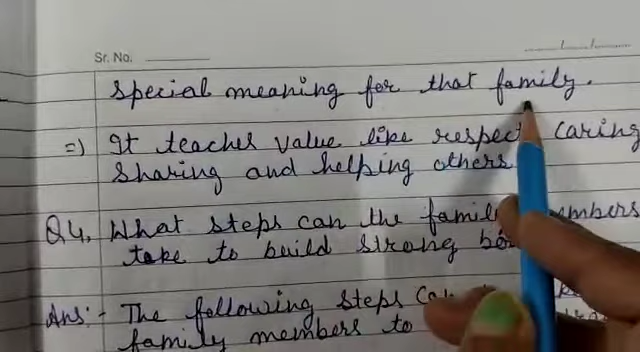 Sr. No.
special meaning for that family.
=) It teaches value like respect caring
sharing and helping others
Q4. What steps can the family members
take to build strong
Ans:- The following steps can
family members to